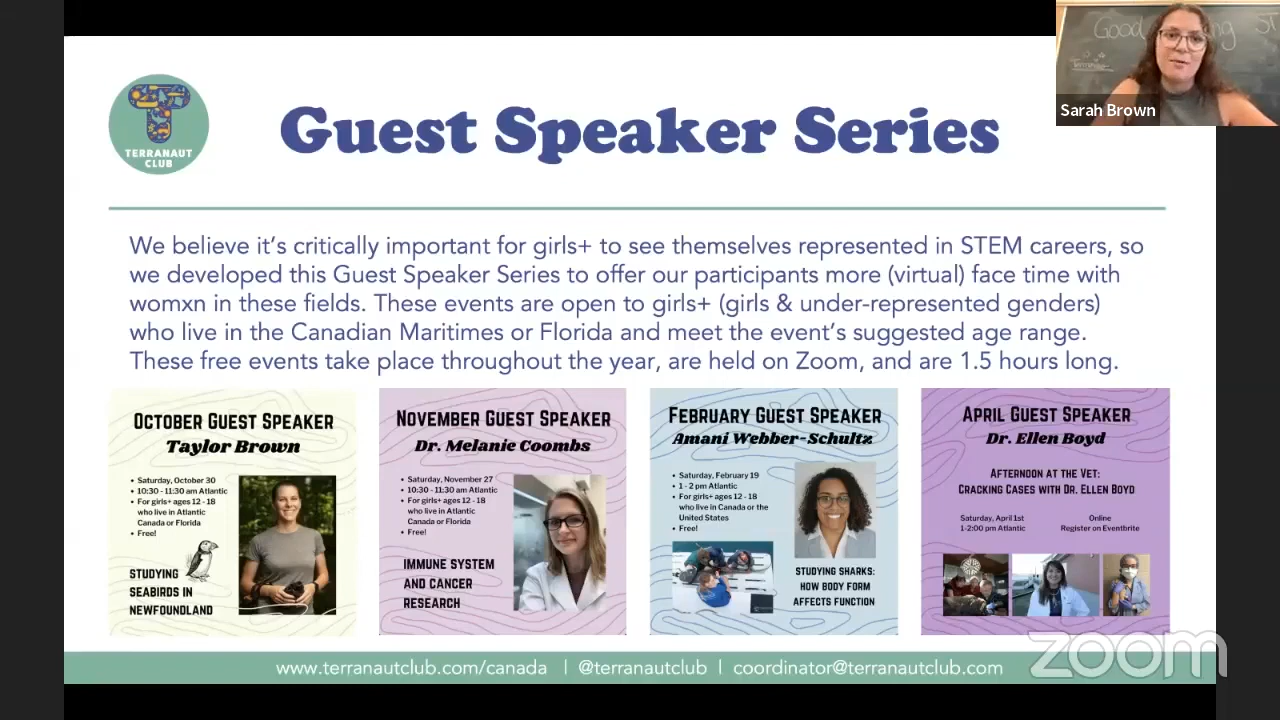 Good
ng
ST
Sarah Brown
TERRANAUT
CLUB
Guest Speaker Series
We believe it's critically important for girls+ to see themselves represented in STEM careers, so
we developed this Guest Speaker Series to offer our participants more (virtual) face time with
womxn in these fields. These events are open to girls+ (girls & under-represented genders)
who live in the Canadian Maritimes or Florida and meet the event's suggested age range.
These free events take place throughout the year, are held on Zoom, and are 1.5 hours long.
OCTOBER GUEST SPEAKER
Taylor Brown
• Saturday, October 30
• 10:30 - 11:30 am Atlantic
• For girls+ ages 12 - 18
who live in Atlantic
Canada or Florida
• Free!
STUDYING
SEABIRDS IN
NEWFOUNDLAND
NOVEMBER GUEST SPEAKER
Dr. Melanie Coombs
• Saturday, November 27
• 10:30 - 11:30 am Atlantic
• For girls+ ages 12 - 18
who live in Atlantic
Canada or Florida
• Free!
IMMUNE SYSTEM
AND CANCER
RESEARCH
FEBRUARY GUEST SPEAKER
Amani Webber-Schultz
• Saturday, February 19
• 1 - 2 pm Atlantic
• For girls+ ages 12 - 18
who live in Canada or the
United States
• Free!
STUDYING SHARKS:
HOW BODY FORM
AFFECTS FUNCTION
APRIL GUEST SPEAKER
Dr. Ellen Boyd
AFTERNOON AT THE VET:
CRACKING CASES WITH DR. ELLEN BOYD
Saturday, April 1st
1-2:00 pm Atlantic
Online
Register on Eventbrite
www.terranautclub.com/canada | @terranautclub | coordinator@terranautclub.com
zoom